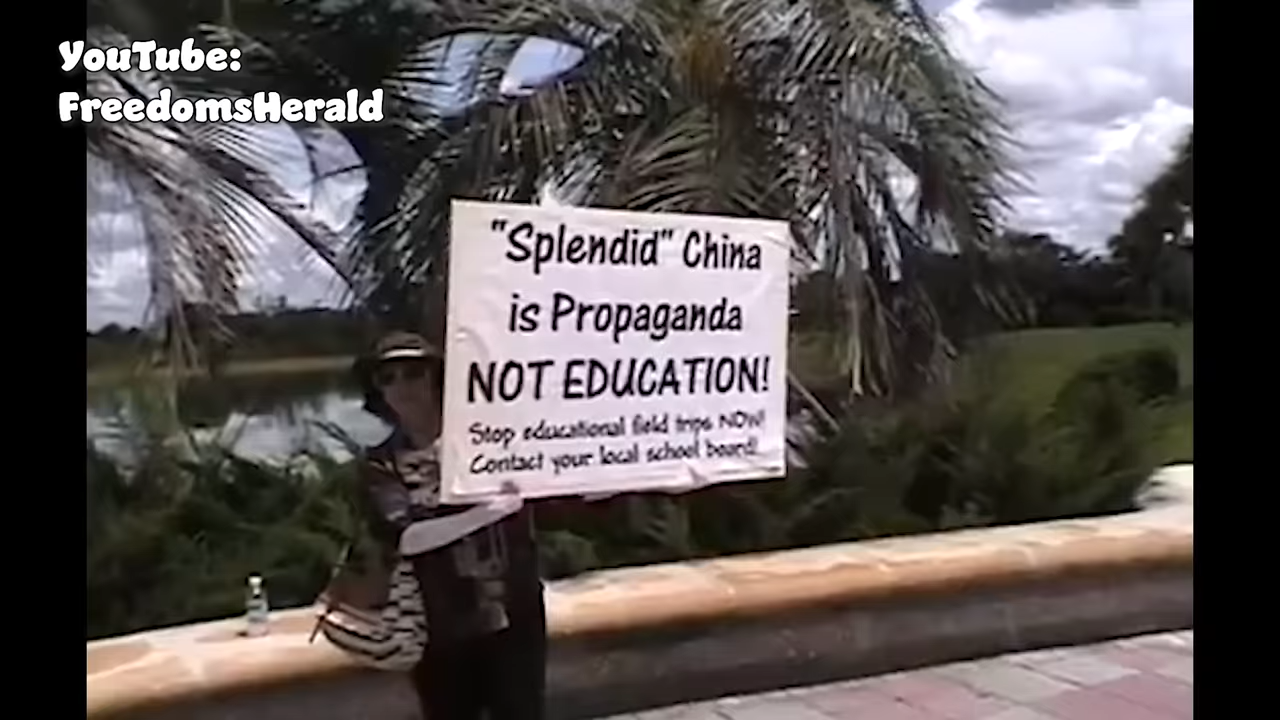 YouTube:
FreedomsHerald
"Splendid" China
is Propaganda
NOT EDUCATION!
Stop educational field trips NOW!
Contact your local school board!